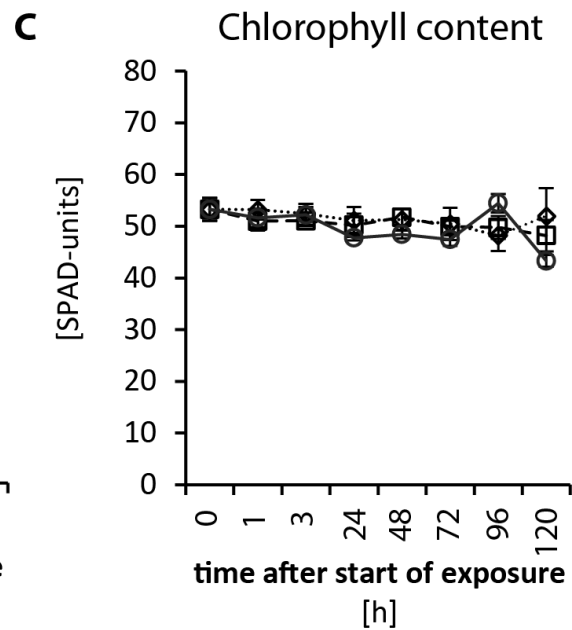 C
Chlorophyll content
[SPAD-units]
80
70
60
50
40
30
20
10
0
0 1 3 24 48 72 96 120
time after start of exposure
[h]